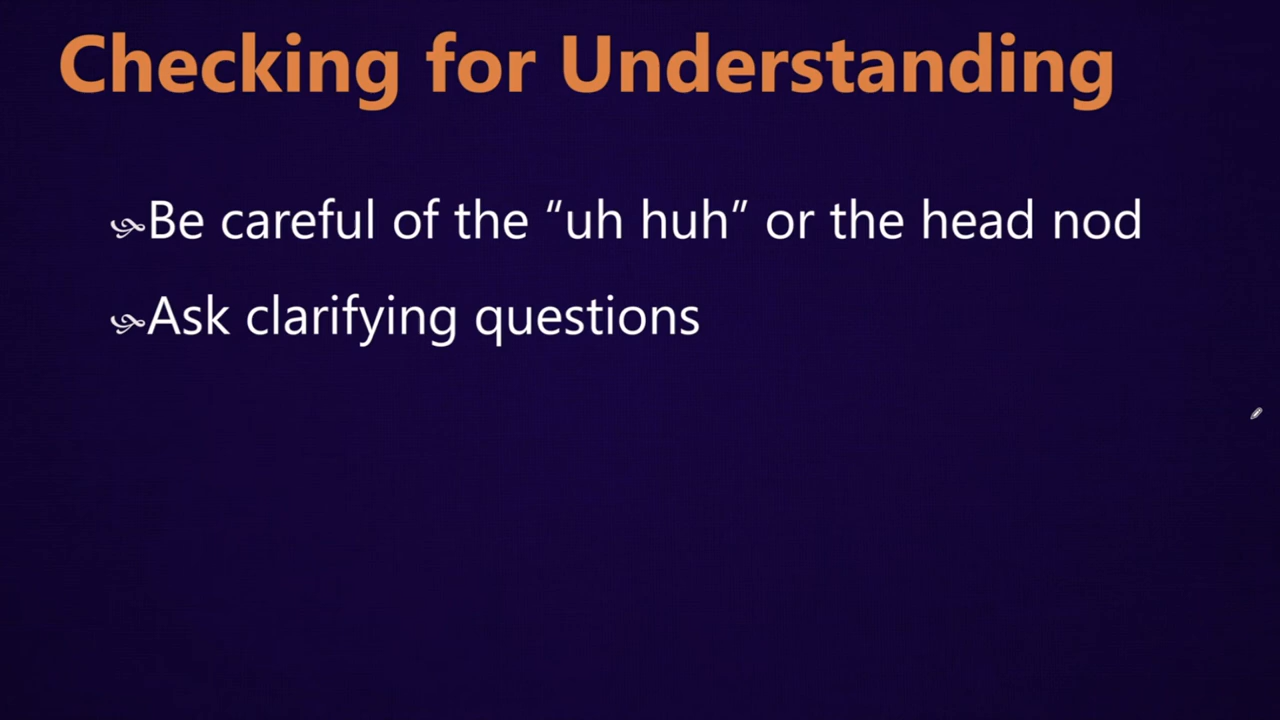 Checking for Understanding
Be careful of the “uh huh” or the head nod
Ask clarifying questions